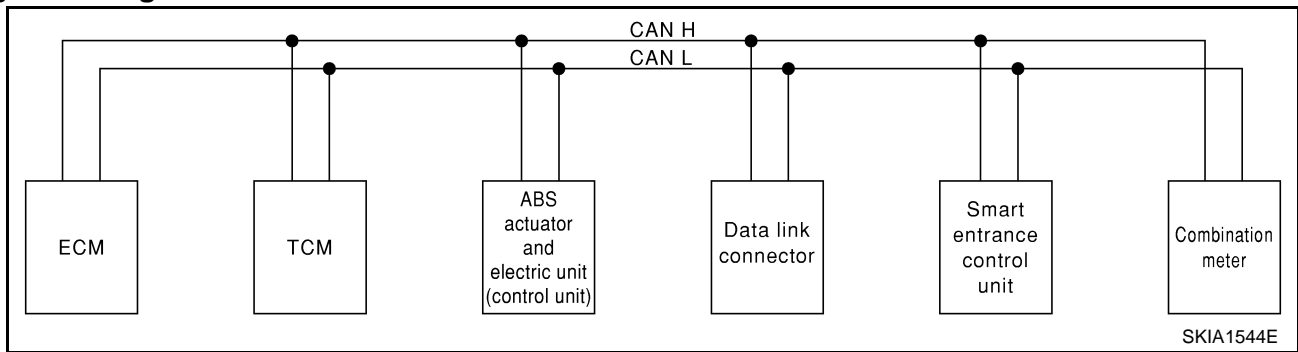 CAN H
CAN L
ECM
TCM
ABS
actuator
and
electric unit
(control unit)
Data link
connector
Smart
entrance
control
unit
Combination
meter
SKIA1544E